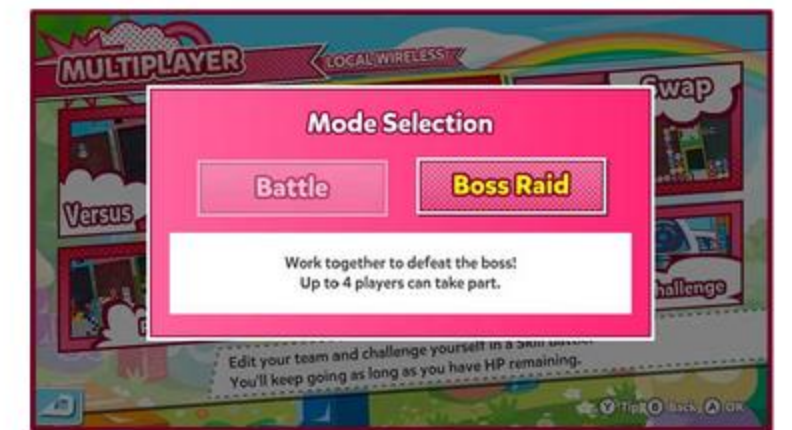 MULTIPLAYER
LOCAL WIRELESS
Swap
Mode Selection
Battle
Boss Raid
Versus
Work together to defeat the boss!
Up to 4 players can take part.
hallenge
Edit your team and challenge yourself in a Skill Battle
You'll keep going as long as you have HP remaining.
Y Tips B Back A OK